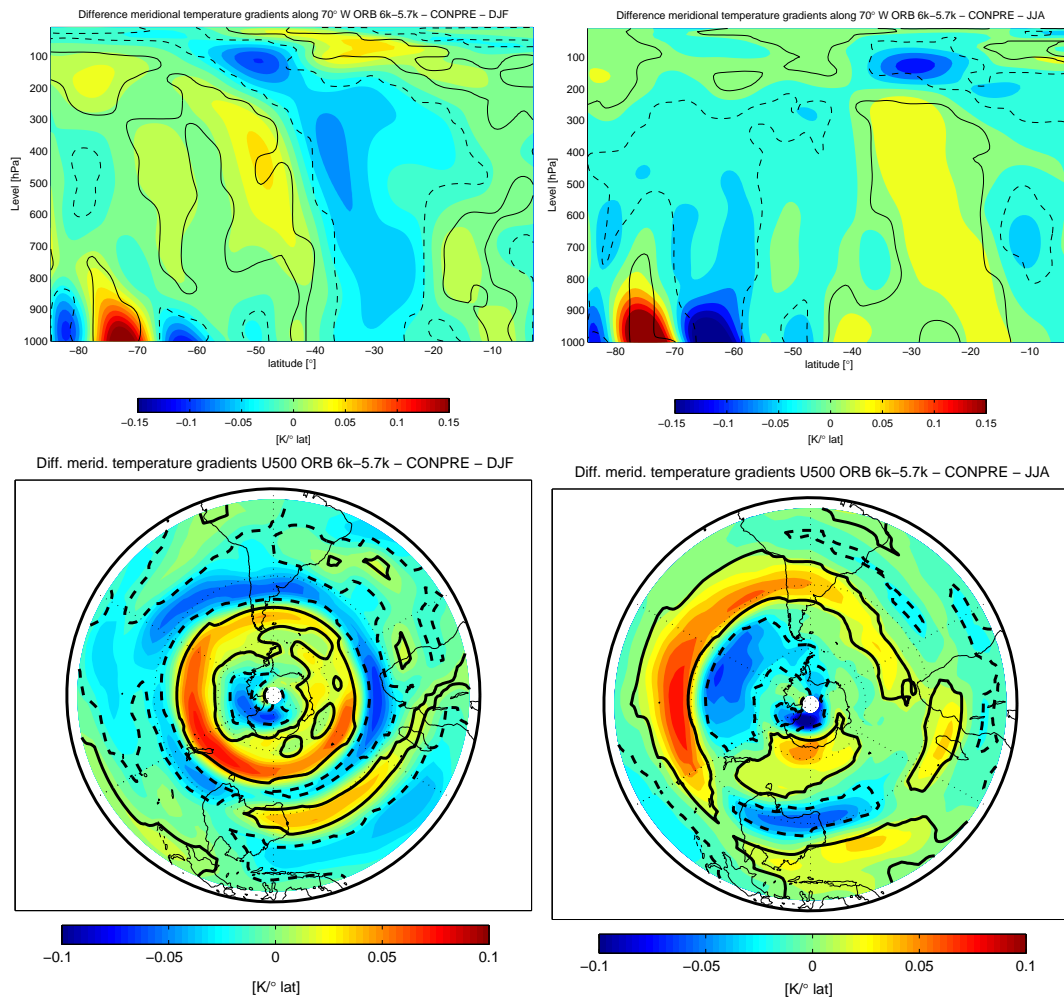 Difference meridional temperature gradients along 70° W ORB 6k−5.7k − CONPRE − DJF
Level [hPa]
100
200
300
400
500
600
700
800
900
1000
−80 −70 −60 −50 −40 −30 −20 −10
latitude [°]
−0.15 −0.1 −0.05 0 0.05 0.1 0.15
[K/° lat]
Difference meridional temperature gradients along 70° W ORB 6k−5.7k − CONPRE − JJA
Level [hPa]
100
200
300
400
500
600
700
800
900
1000
−80 −70 −60 −50 −40 −30 −20 −10
latitude [°]
−0.15 −0.1 −0.05 0 0.05 0.1 0.15
[K/° lat]
Diff. merid. temperature gradients U500 ORB 6k−5.7k − CONPRE − DJF
−0.1 −0.05 0 0.05 0.1
[K/° lat]
Diff. merid. temperature gradients U500 ORB 6k−5.7k − CONPRE − JJA
−0.1 −0.05 0 0.05 0.1
[K/° lat]